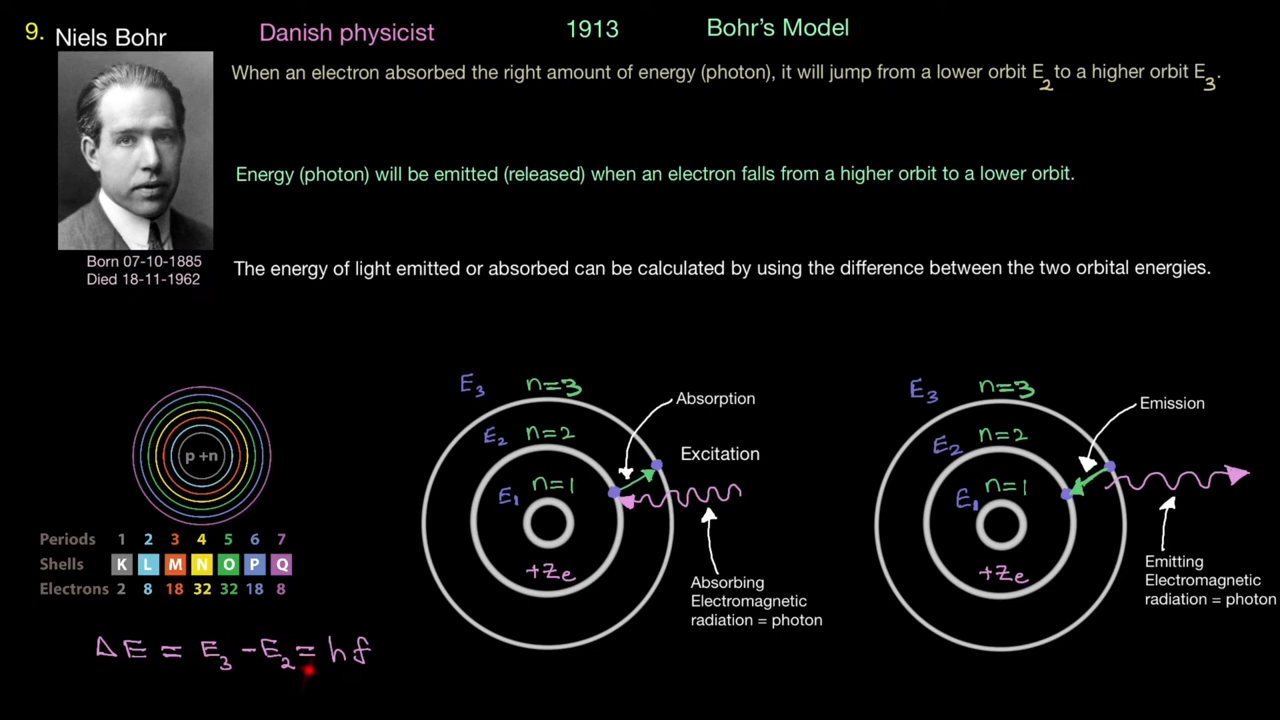 9. Niels Bohr Danish physicist 1913 Bohr's Model
When an electron absorbed the right amount of energy (photon), it will jump from a lower orbit E₂ to a higher orbit E₃.
Energy (photon) will be emitted (released) when an electron falls from a higher orbit to a lower orbit.
Born 07-10-1885
Died 18-11-1962
The energy of light emitted or absorbed can be calculated by using the difference between the two orbital energies.
p +n
Periods 1 2 3 4 5 6 7
Shells K L M N O P Q
Electrons 2 8 18 32 32 18 8
ΔE = E₃ - E₂ = hf
E₃ n=3
E₂ n=2
E₁ n=1
+Ze
Absorption
Excitation
Absorbing
Electromagnetic
radiation = photon
E₃ n=3
E₂ n=2
E₁ n=1
+Ze
Emission
Emitting
Electromagnetic
radiation = photon